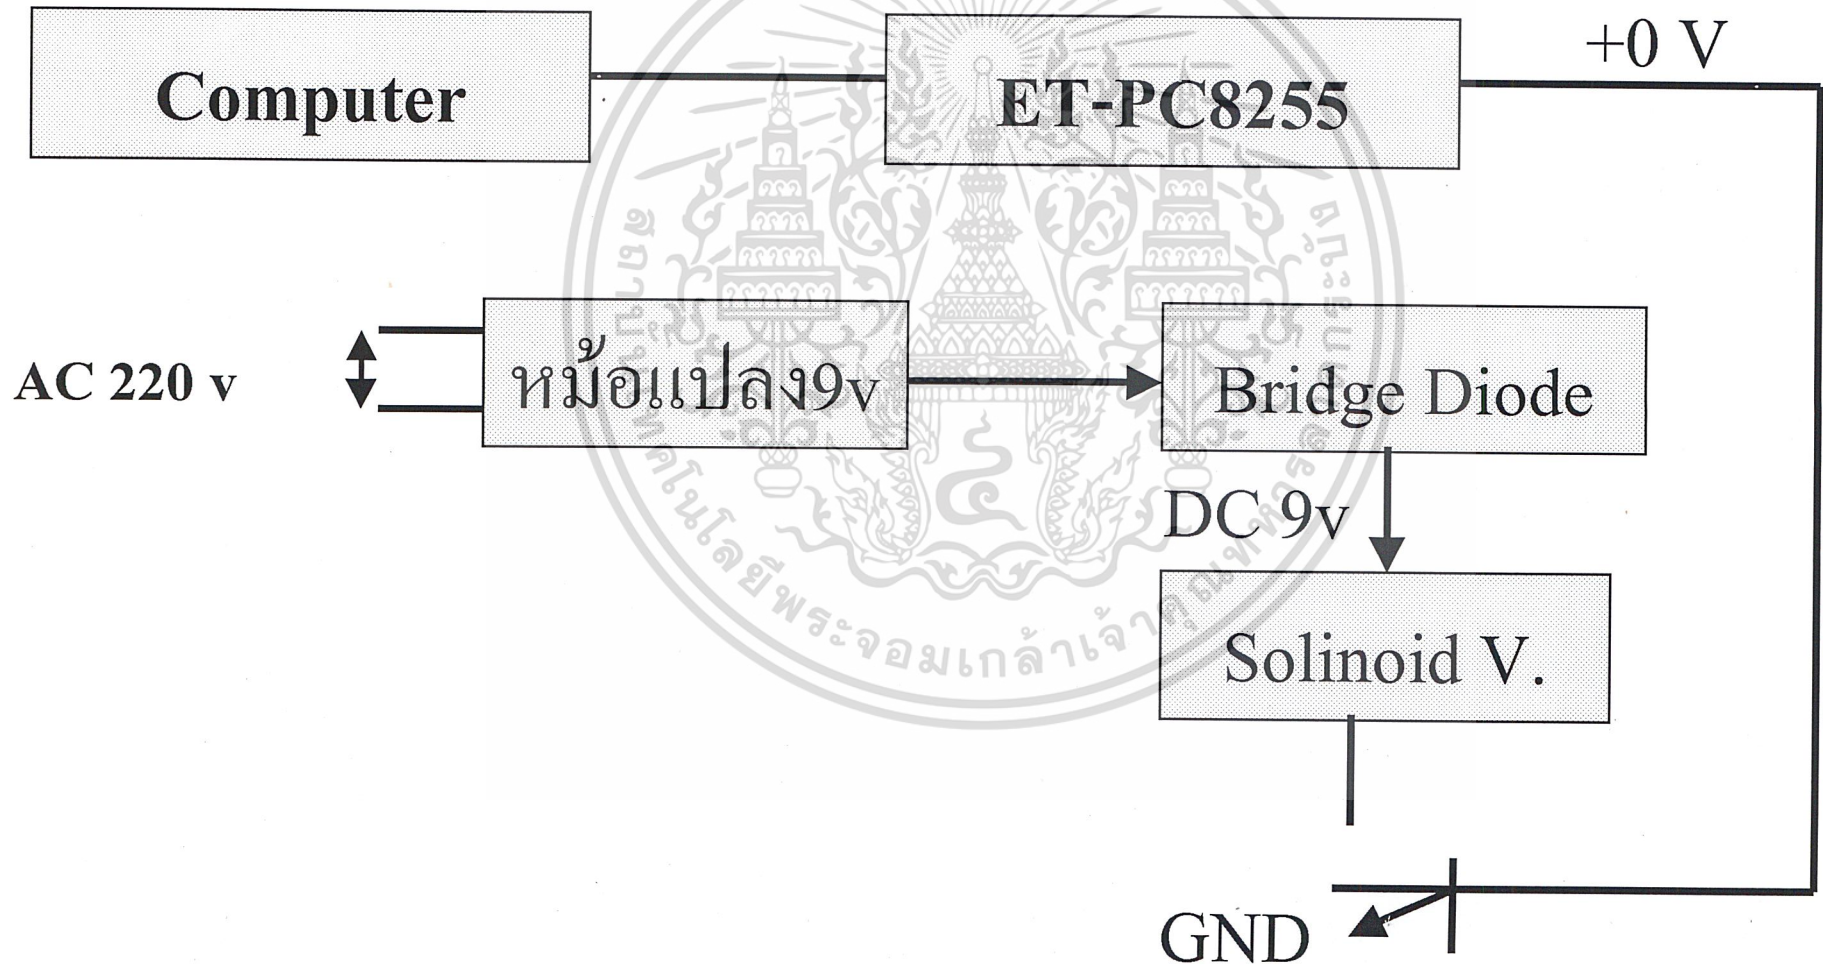 Computer
ET-PC8255
+0 V
AC 220 v
หม้อแปลง9v
Bridge Diode
DC 9v
Solinoid V.
GND